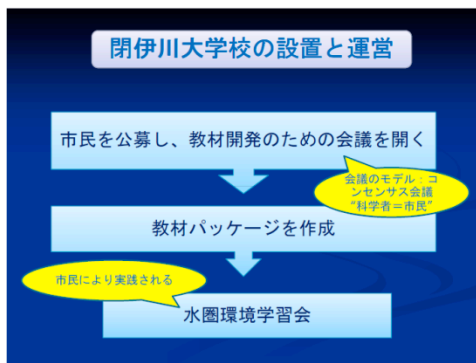 閉伊川大学校の設置と運営
市民を公募し、教材開発のための会議を開く
会議のモデル：コ
ンセンサス会議
“科学者＝市民”
教材パッケージを作成
市民により実践される
水圏環境学習会